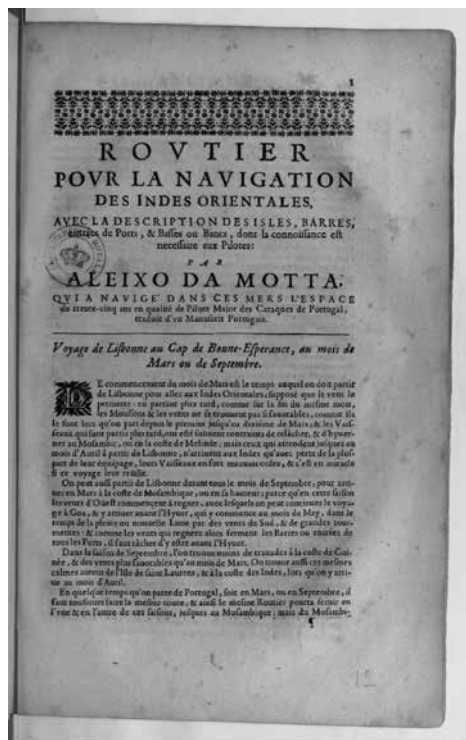 1
ROVTIER
POVR LA NAVIGATION
DES INDES ORIENTALES,
AVEC LA DESCRIPTION DES ISLES, BARRES,
entrées de Ports, & Basses ou Bancs, dont la connoissance est
necessaire aux Pilotes:
PAR
ALEIXO DA MOTTA,
QVI A NAVIGE' DANS CES MERS L'ESPACE
de trente-cinq ans en qualité de Pilote Major des Caraques de Portugal,
traduit d'vn Manuscrit Portugais.
Voyage de Lisbonne au Cap de Bonne-Esperance, au mois de
Mars ou de Septembre.
LE commencement du mois de Mars est le temps auquel on doit partir
de Lisbonne pour aller aux Indes Orientales, supposé que le vent le
permette: en partant plus tard, comme sur la fin du mesme mois,
les Moussons & les vents ne se trouuent pas si fauorables, comme ils
le sont lors qu'on part depuis le premier jusqu'au dixiéme de Mars; & les Vais-
seaux qui sont partis plus tard, ont esté souuent contraints de relâcher, & d'hyuer-
ner au Mosambic, ou en la coste de Melinde; mais ceux qui attendent jusques au
mois d'Auril à partir de Lisbonne, n'arriuent aux Indes qu'auec perte de la plus-
part de leur équipage, leurs Vaisseaux en fort mauuais ordre, & c'est vn miracle
si ce voyage leur reüssit.
On peut aussi partir de Lisbonne durant tout le mois de Septembre, pour arri-
uer en Mars à la coste de Mosambique, ou en sa hauteur; parce qu'en cette saison
les vents d'Oüest commencent à regner, auec lesquels on peut continuer le voya-
ge à Goa, & y arriuer auant l'Hyuer, qui y commence au mois de May, dans le
temps de la pleine ou nouuelle Lune par des vents de Sud, & de grandes tour-
mentes: & comme les vents qui regnent alors ferment les Barres ou entrées de
tous les Ports, il faut tâcher d'y estre auant l'Hyuer.
Dans la saison de Septembre, l'on trouue moins de trauades à la coste de Gui-
née, & des vents plus fauorables qu'au mois de Mars. On trouue aussi ces mesmes
calmes autour de l'Isle de saint Laurens, & à la coste des Indes, lors qu'on y arri-
ue au mois d'Auril.
En quelque temps qu'on parte de Portugal, soit en Mars, ou en Septembre, il
faut tousiours faire la mesme route, & ainsi le mesme Routier pourra seruir en
l'vne & en l'autre de ces saisons, jusques au Mosambique; mais du Mosambi-
¶
12